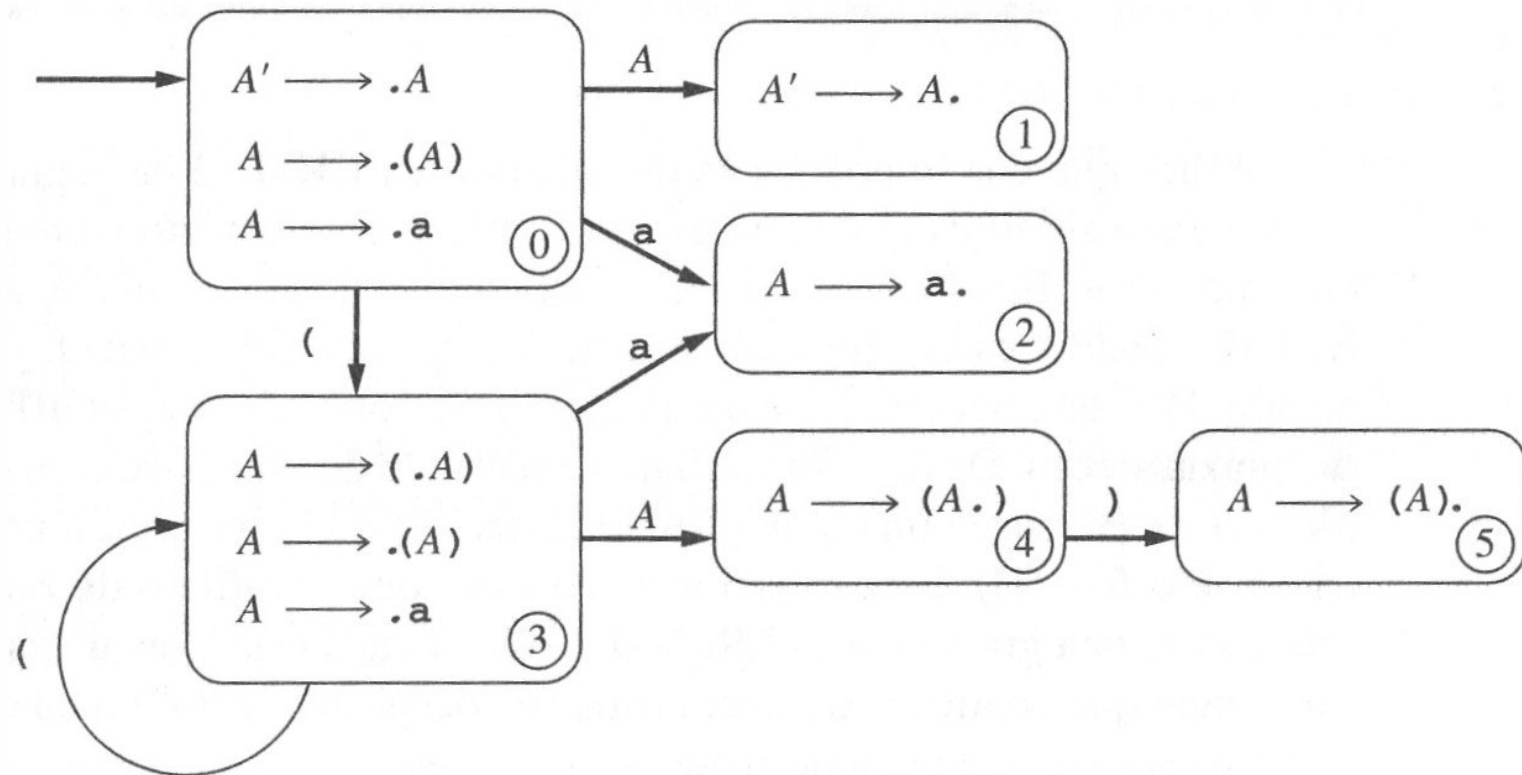 A' ⟶ .A
A ⟶ .(A)
A ⟶ .a
0
A
A' ⟶ A.
1
a
A ⟶ a.
2
(
a
A ⟶ (.A)
A ⟶ .(A)
A ⟶ .a
3
(
A
A ⟶ (A.)
4
)
A ⟶ (A).
5